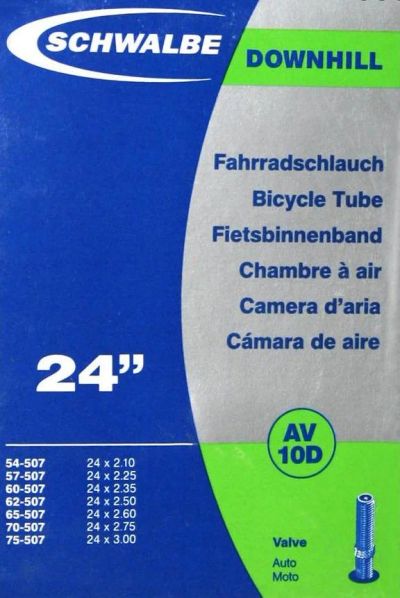 SCHWALBE
DOWNHILL
Fahrradschlauch
Bicycle Tube
Fietsbinnenband
Chambre à air
Camera d'aria
Cámara de aire
24”
AV
10D
54-507 24 x 2.10
57-507 24 x 2.25
60-507 24 x 2.35
62-507 24 x 2.50
65-507 24 x 2.60
70-507 24 x 2.75
75-507 24 x 3.00
Valve
Auto
Moto